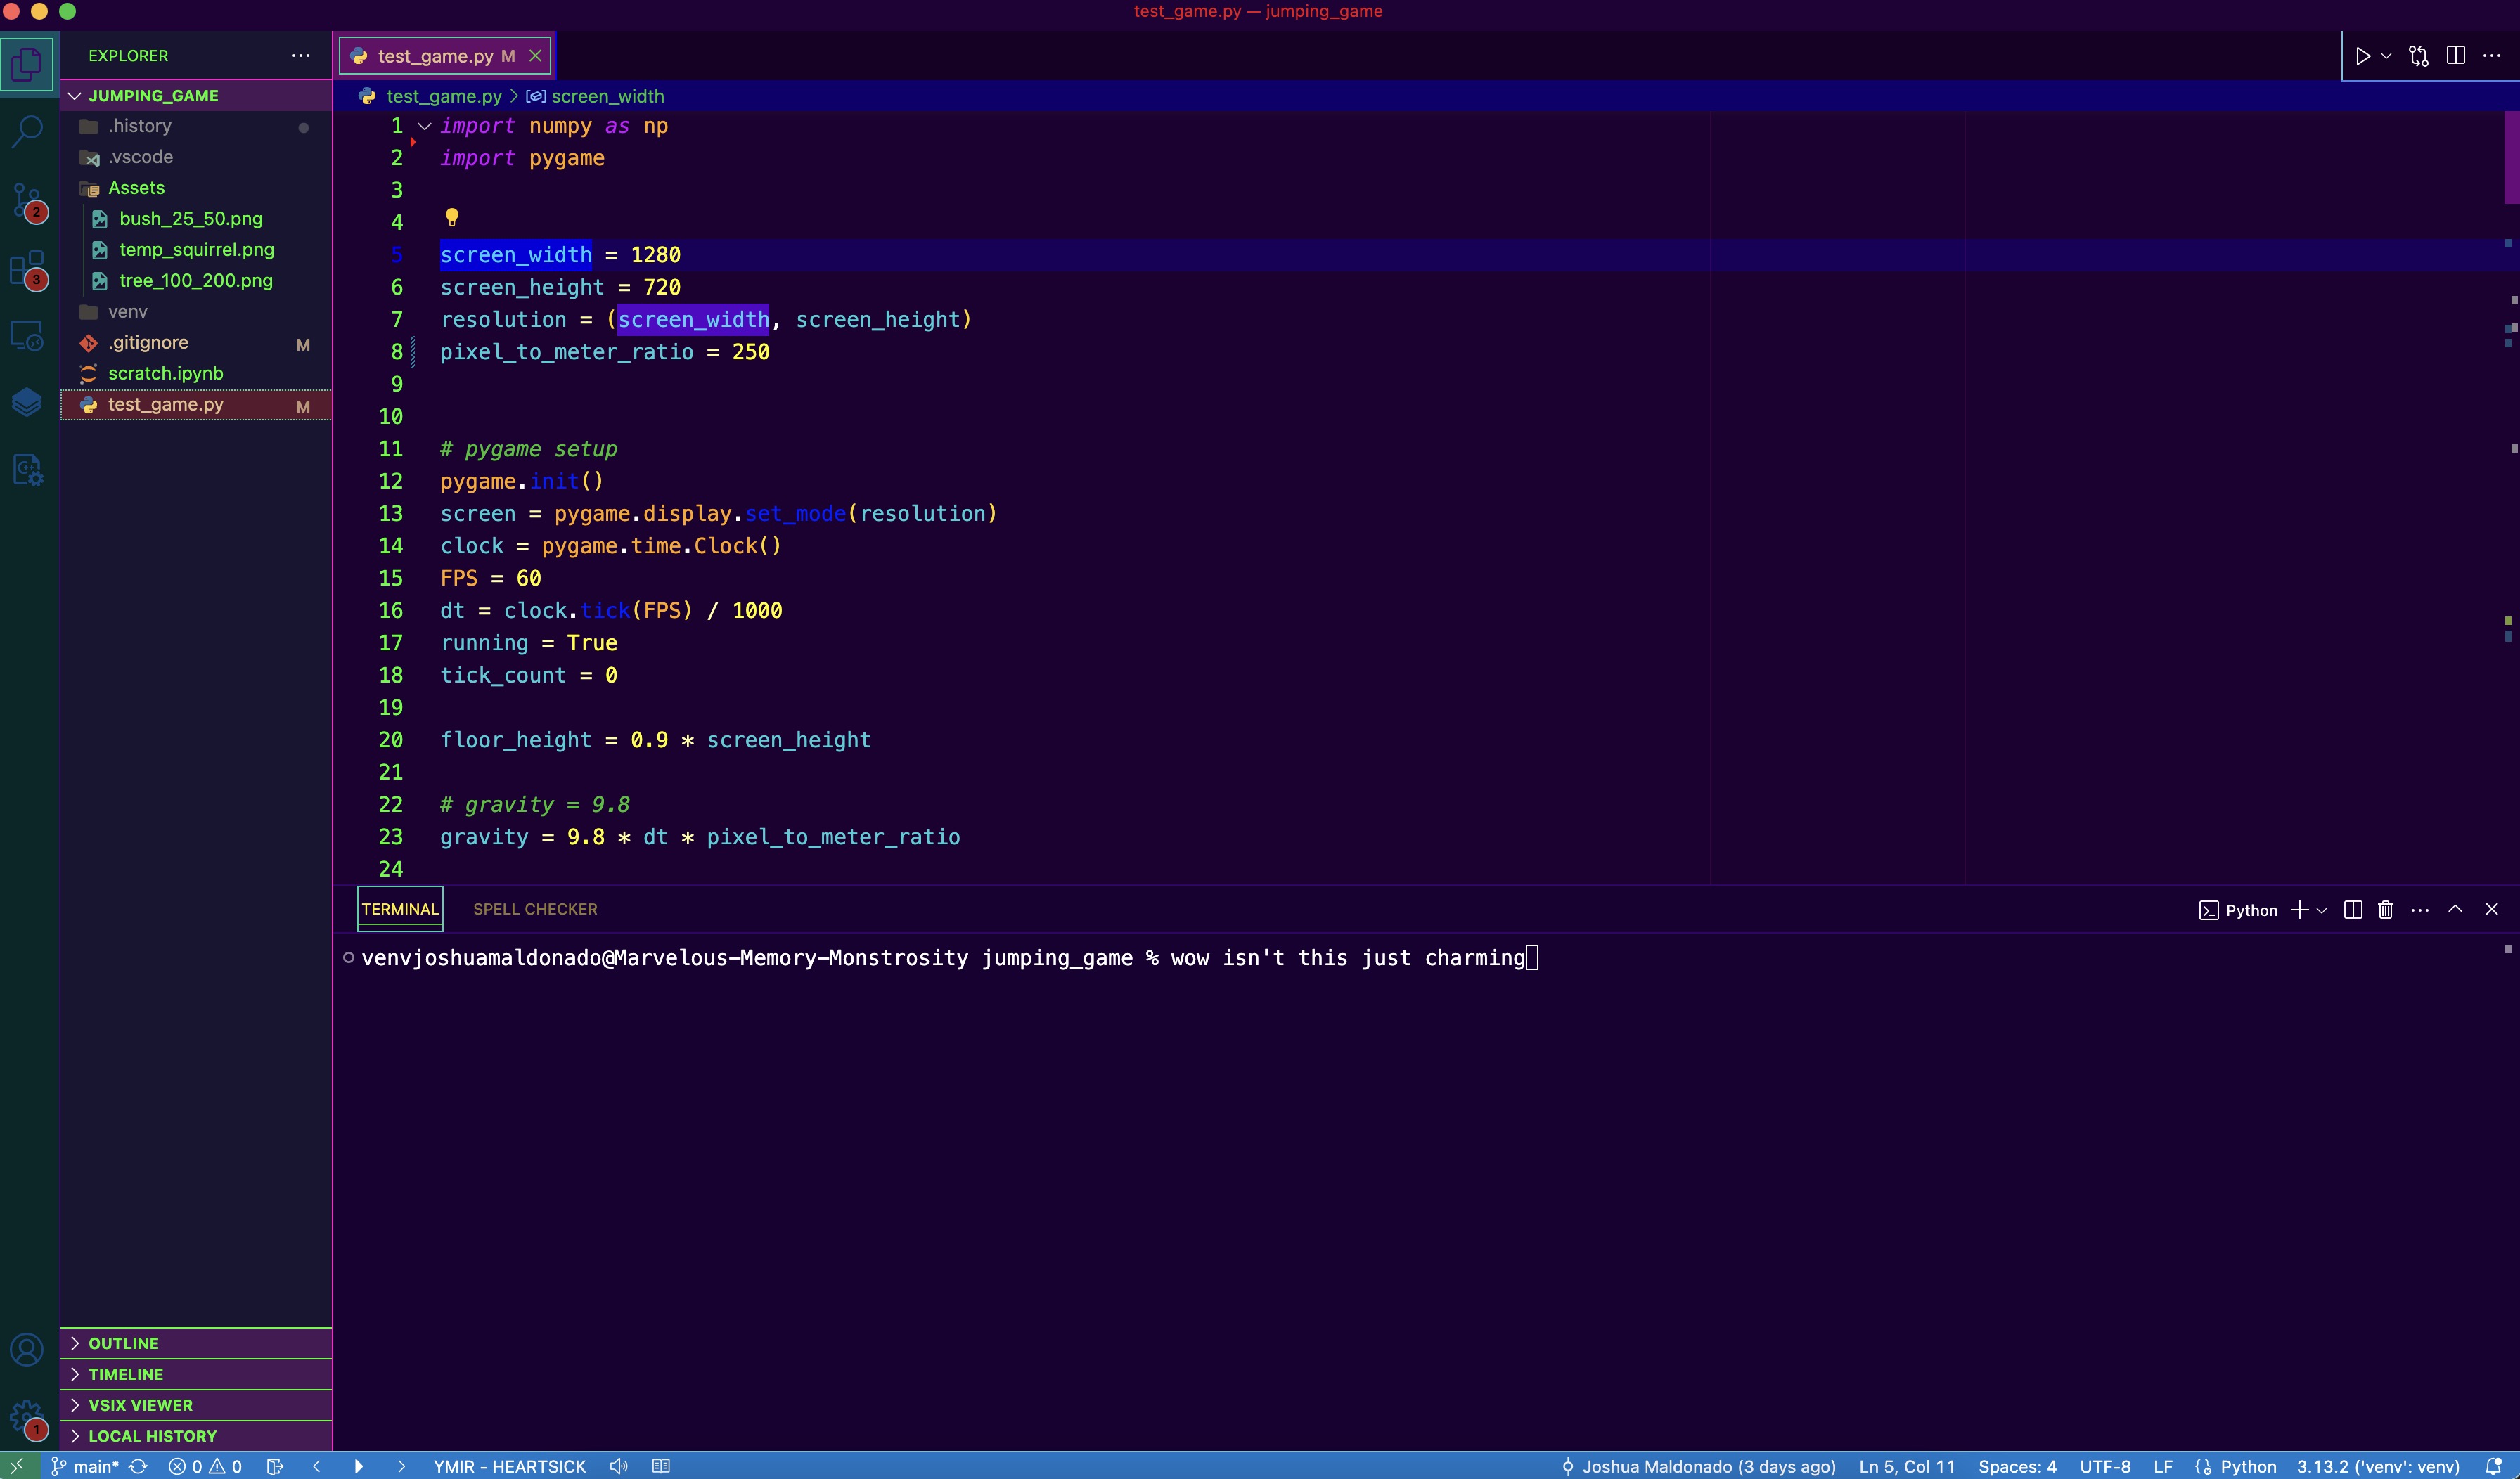 test_game.py — jumping_game
EXPLORER
test_game.py M
JUMPING_GAME
test_game.py > screen_width
.history
.vscode
Assets
bush_25_50.png
temp_squirrel.png
tree_100_200.png
venv
.gitignore M
scratch.ipynb
test_game.py M
2
3
1 import numpy as np
2 import pygame
3
4
5 screen_width = 1280
6 screen_height = 720
7 resolution = (screen_width, screen_height)
8 pixel_to_meter_ratio = 250
9
10
11 # pygame setup
12 pygame.init()
13 screen = pygame.display.set_mode(resolution)
14 clock = pygame.time.Clock()
15 FPS = 60
16 dt = clock.tick(FPS) / 1000
17 running = True
18 tick_count = 0
19
20 floor_height = 0.9 * screen_height
21
22 # gravity = 9.8
23 gravity = 9.8 * dt * pixel_to_meter_ratio
24
TERMINAL SPELL CHECKER Python
venvjoshuamaldonado@Marvelous-Memory-Monstrosity jumping_game % wow isn't this just charming
OUTLINE
TIMELINE
VSIX VIEWER
LOCAL HISTORY
1
main* 0 0 YMIR - HEARTSICK Joshua Maldonado (3 days ago) Ln 5, Col 11 Spaces: 4 UTF-8 LF Python 3.13.2 ('venv': venv)